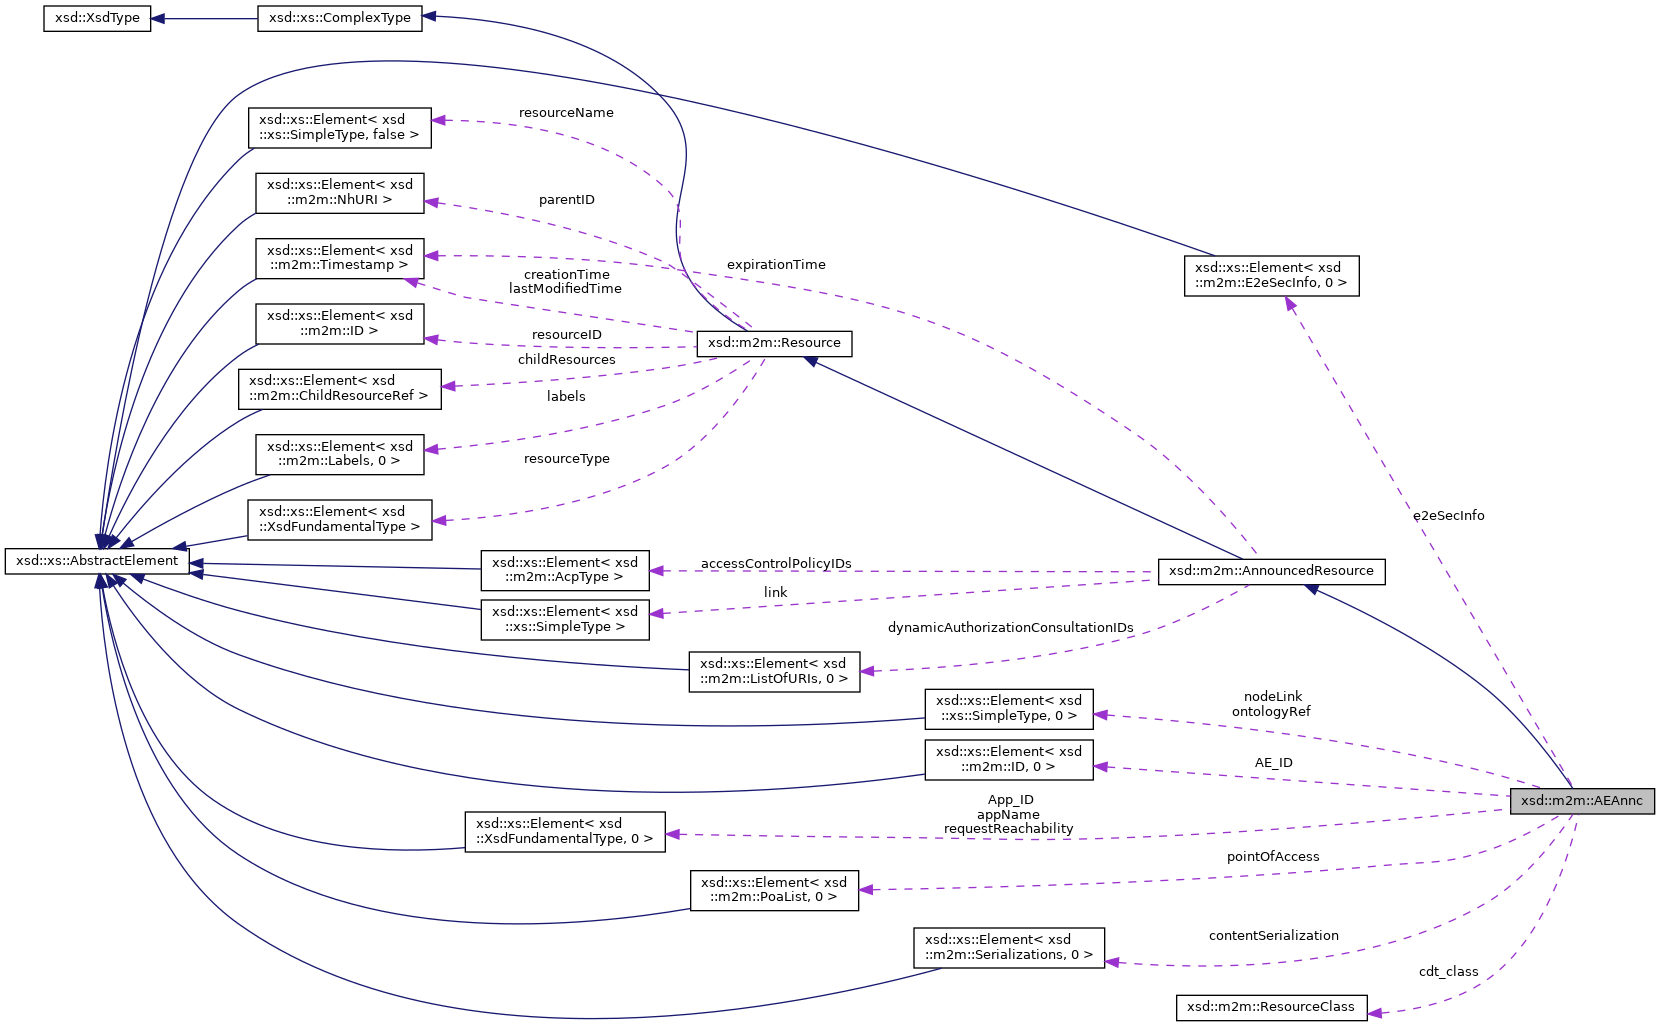 xsd::XsdType
xsd::xs::ComplexType
xsd::xs::Element< xsd
::xs::SimpleType, false >
resourceName
xsd::xs::Element< xsd
::m2m::NhURI >
parentID
xsd::xs::Element< xsd
::m2m::Timestamp >
expirationTime
creationTime
lastModifiedTime
xsd::xs::Element< xsd
::m2m::E2eSecInfo, 0 >
xsd::xs::Element< xsd
::m2m::ID >
resourceID
xsd::m2m::Resource
childResources
xsd::xs::Element< xsd
::m2m::ChildResourceRef >
labels
xsd::xs::Element< xsd
::m2m::Labels, 0 >
resourceType
xsd::xs::Element< xsd
::XsdFundamentalType >
e2eSecInfo
xsd::xs::AbstractElement
xsd::xs::Element< xsd
::m2m::AcpType >
accessControlPolicyIDs
xsd::m2m::AnnouncedResource
link
xsd::xs::Element< xsd
::xs::SimpleType >
dynamicAuthorizationConsultationIDs
xsd::xs::Element< xsd
::m2m::ListOfURIs, 0 >
xsd::xs::Element< xsd
::xs::SimpleType, 0 >
nodeLink
ontologyRef
xsd::xs::Element< xsd
::m2m::ID, 0 >
AE_ID
xsd::m2m::AEAnnc
App_ID
appName
requestReachability
xsd::xs::Element< xsd
::XsdFundamentalType, 0 >
pointOfAccess
xsd::xs::Element< xsd
::m2m::PoaList, 0 >
contentSerialization
xsd::xs::Element< xsd
::m2m::Serializations, 0 >
cdt_class
xsd::m2m::ResourceClass